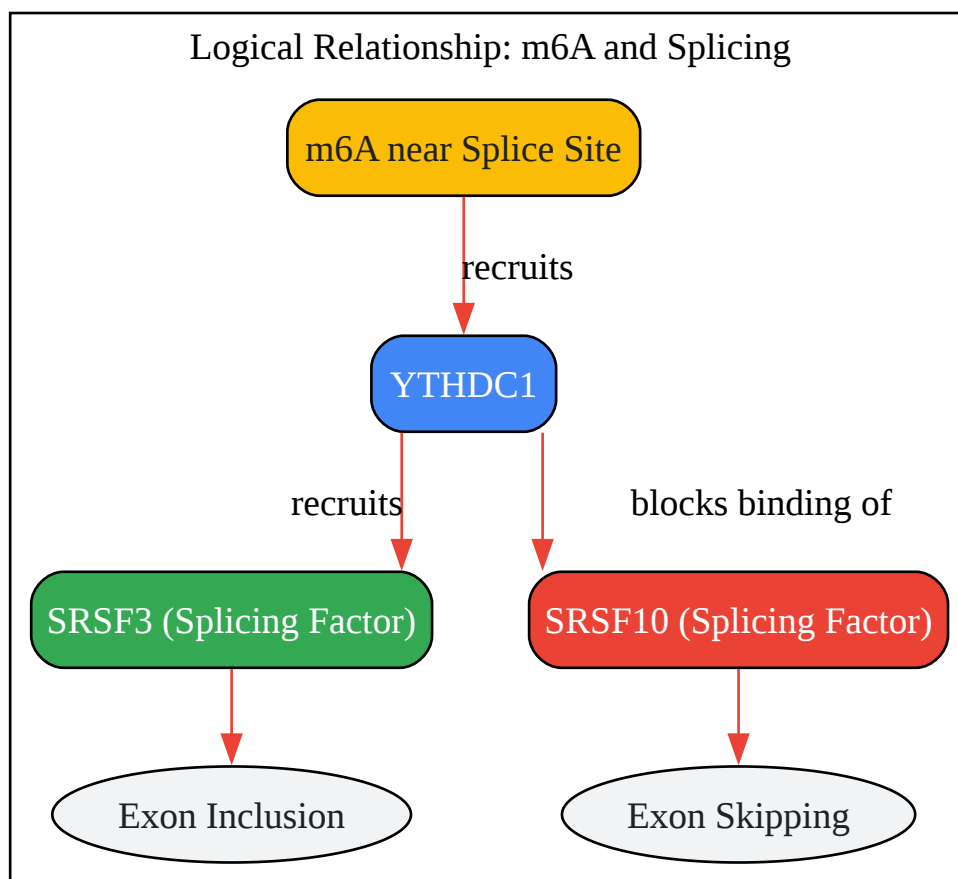 Logical Relationship: m6A and Splicing
m6A near Splice Site
recruits
YTHDC1
recruits
blocks binding of
SRSF3 (Splicing Factor)
SRSF10 (Splicing Factor)
Exon Inclusion
Exon Skipping